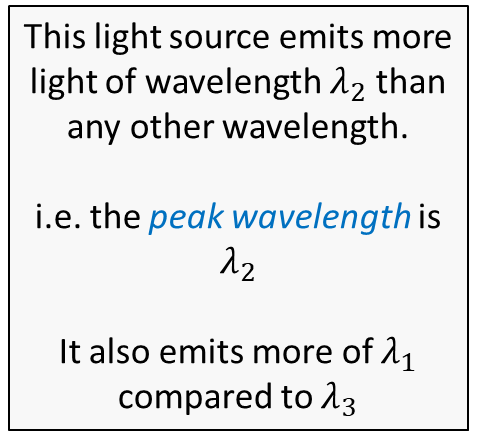 This light source emits more
light of wavelength λ₂ than
any other wavelength.
i.e. the peak wavelength is
λ₂
It also emits more of λ₁
compared to λ₃